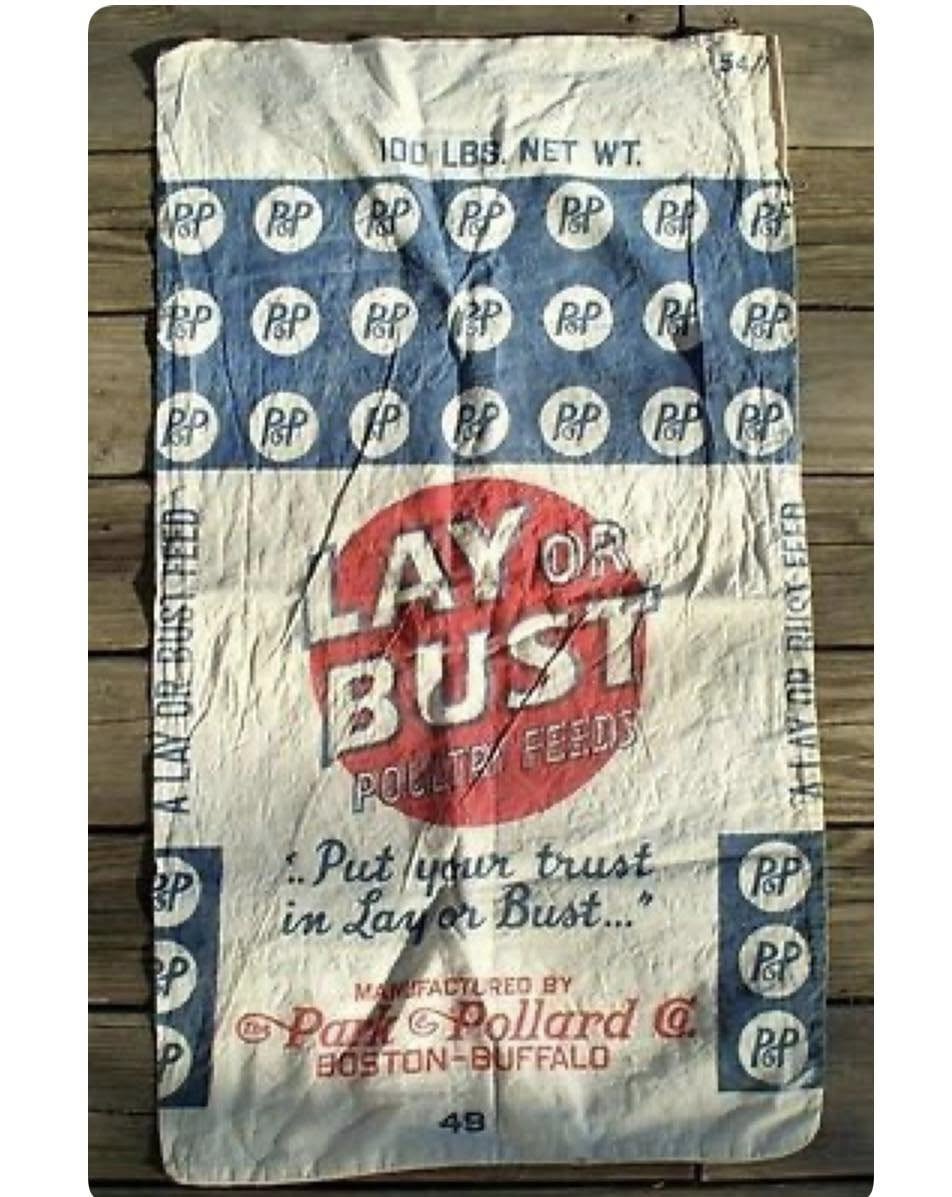 54//
100 LBS. NET WT.
P&P P&P P&P P&P P&P P&P P&P
P&P P&P P&P P&P P&P P&P P&P
P&P P&P P&P P&P P&P P&P P&P
A LAY OR BUST FEED
LAY OR
BUST
POULTRY FEEDS
A LAY OR BUST FEED
"..Put your trust
in Lay or Bust..."
P&P
P&P
P&P
P&P
P&P
P&P
MANUFACTURED BY
The Park & Pollard Co.
BOSTON-BUFFALO
49